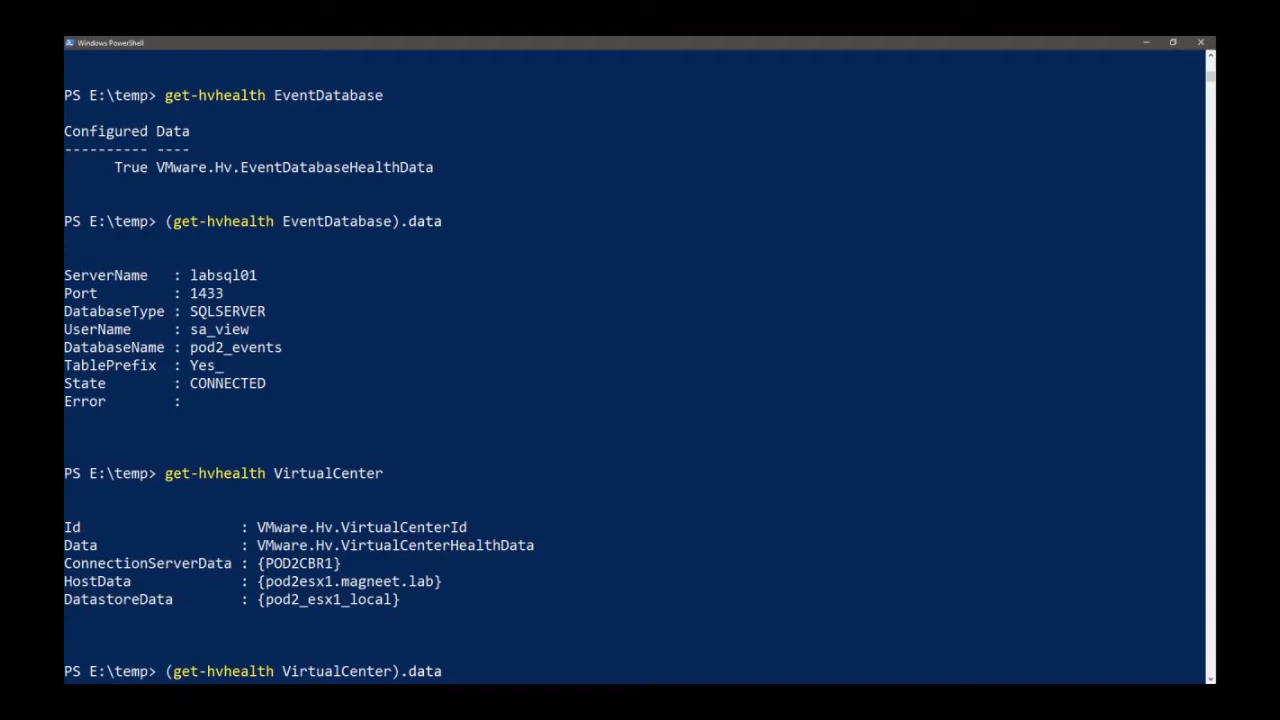 Windows PowerShell
PS E:\temp> get-hvhealth EventDatabase
Configured Data
---------- ----
True VMware.Hv.EventDatabaseHealthData
PS E:\temp> (get-hvhealth EventDatabase).data
ServerName   : labsql01
Port         : 1433
DatabaseType : SQLSERVER
UserName     : sa_view
DatabaseName : pod2_events
TablePrefix  : Yes_
State        : CONNECTED
Error        :
PS E:\temp> get-hvhealth VirtualCenter
Id                   : VMware.Hv.VirtualCenterId
Data                 : VMware.Hv.VirtualCenterHealthData
ConnectionServerData : {POD2CBR1}
HostData             : {pod2esx1.magneet.lab}
DatastoreData        : {pod2_esx1_local}
PS E:\temp> (get-hvhealth VirtualCenter).data